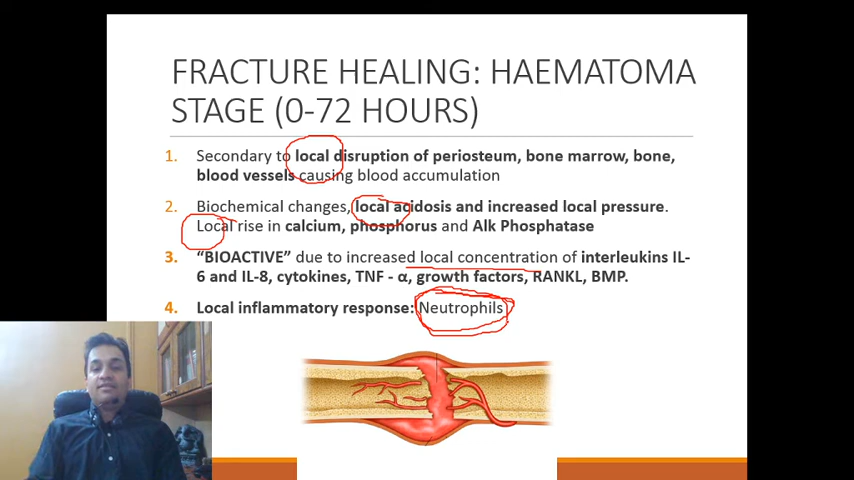 FRACTURE HEALING: HAEMATOMA
STAGE (0-72 HOURS)
1. Secondary to local disruption of periosteum, bone marrow, bone,
blood vessels causing blood accumulation
2. Biochemical changes, local acidosis and increased local pressure.
Local rise in calcium, phosphorus and Alk Phosphatase
3. “BIOACTIVE” due to increased local concentration of interleukins IL-
6 and IL-8, cytokines, TNF - α, growth factors, RANKL, BMP.
4. Local inflammatory response: Neutrophils